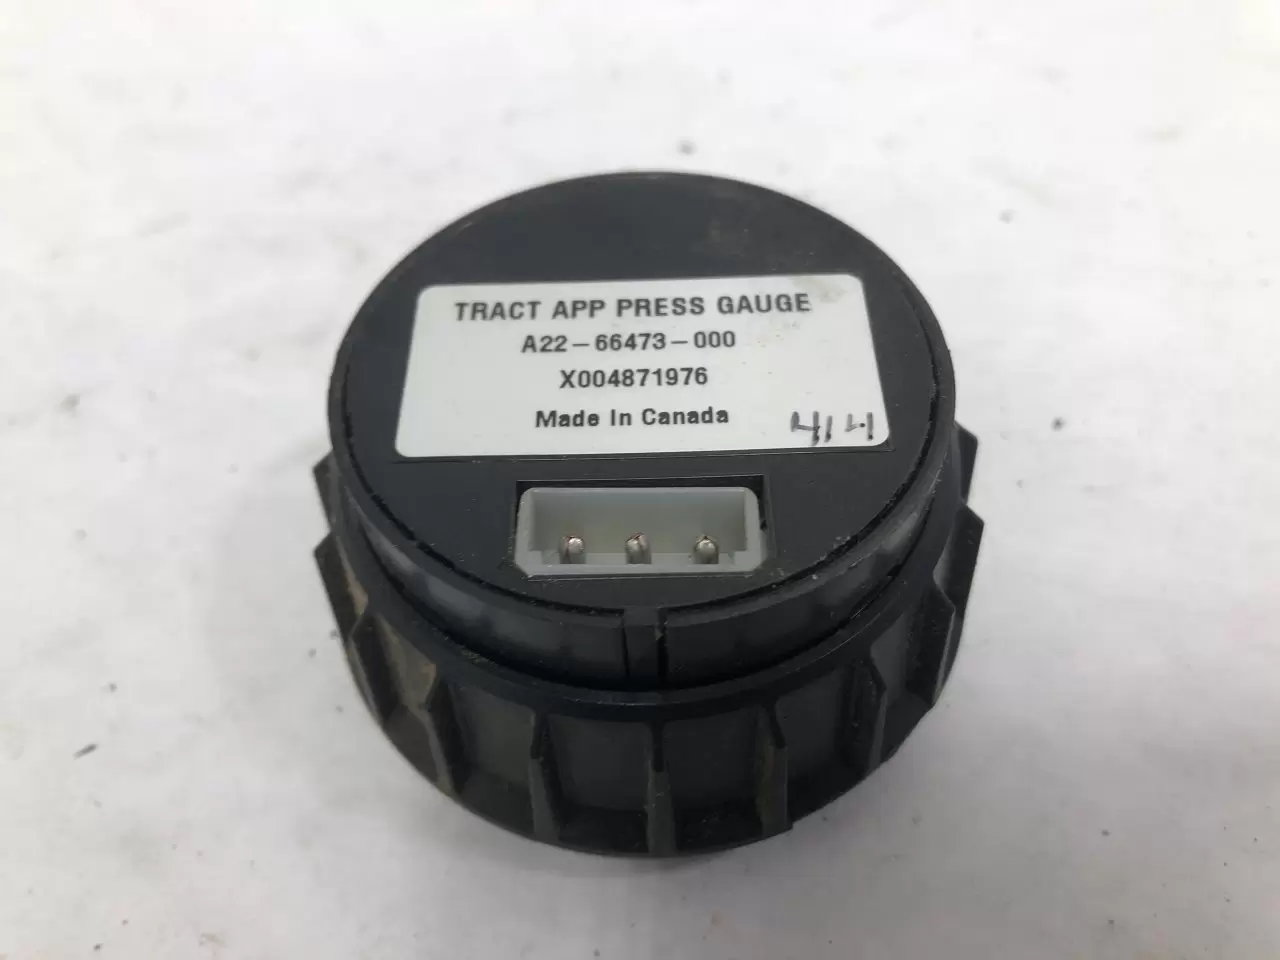 TRACT APP PRESS GAUGE
A22-66473-000
X004871976
Made In Canada
414